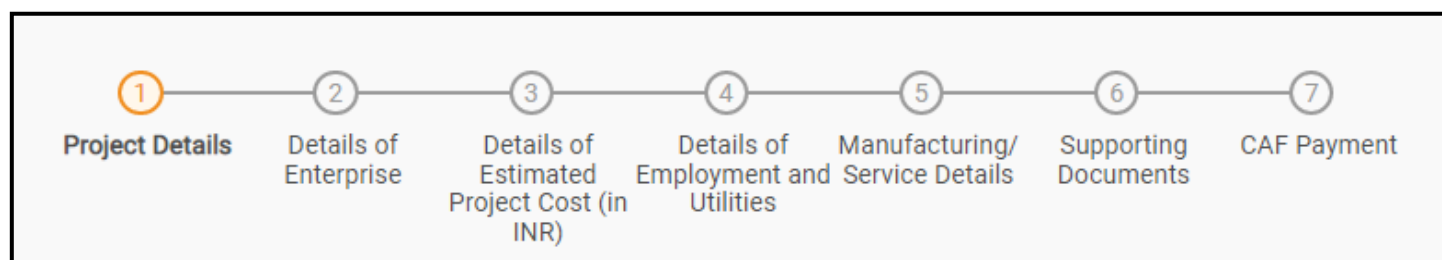 1 2 3 4 5 6 7
Project Details
Details of
Enterprise
Details of
Estimated
Project Cost (in
INR)
Details of
Employment and
Utilities
Manufacturing/
Service Details
Supporting
Documents
CAF Payment